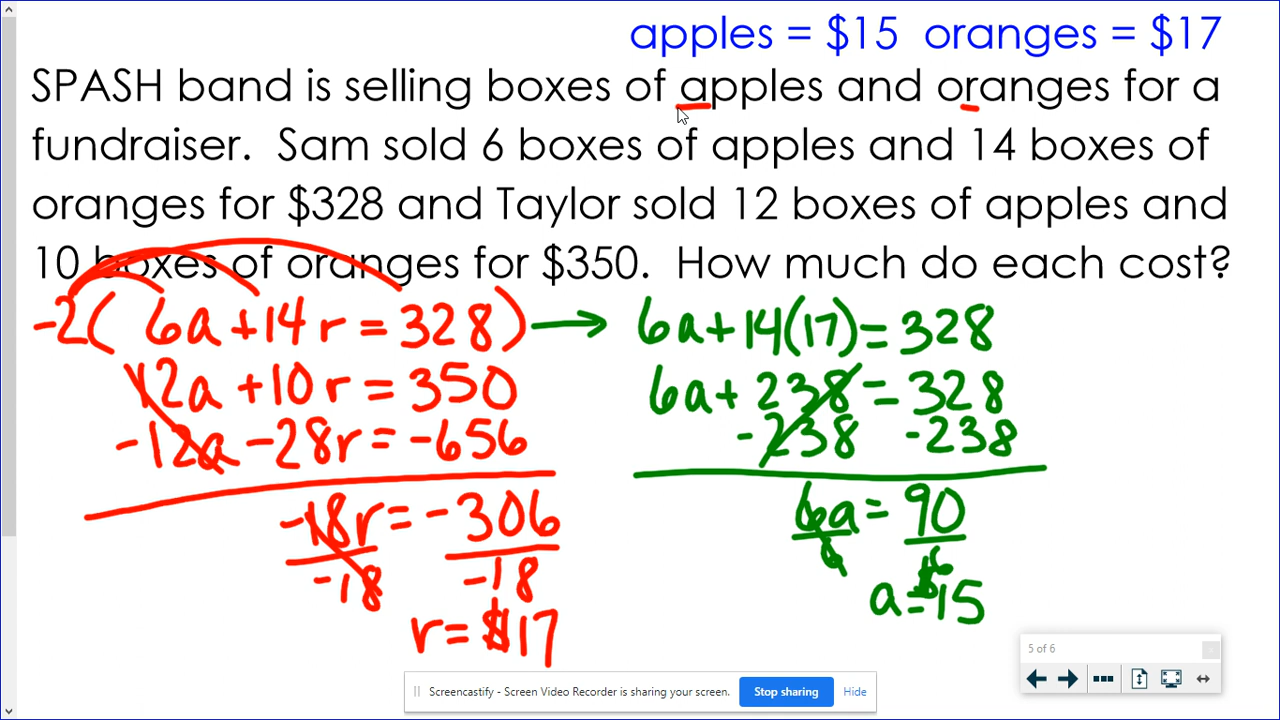 apples = $15 oranges = $17
SPASH band is selling boxes of apples and oranges for a
fundraiser. Sam sold 6 boxes of apples and 14 boxes of
oranges for $328 and Taylor sold 12 boxes of apples and
10 boxes of oranges for $350. How much do each cost?
-2( 6a + 14r = 328 )
12a + 10r = 350
-12a - 28r = -656
-18r = -306
-18 -18
r = $17
6a + 14(17) = 328
6a + 238 = 328
-238 -238
6a = 90
6 6
a = $15
5 of 6
Screencastify - Screen Video Recorder is sharing your screen. Stop sharing Hide